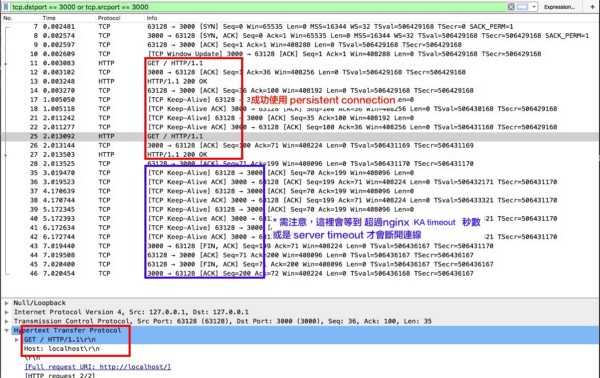 tcp.dstport == 3000 or tcp.srcport == 3000
Expression...
+
No. Time Protocol Info
7 0.002481 TCP 63128 → 3000 [SYN] Seq=0 Win=65535 Len=0 MSS=16344 WS=32 TSval=506429168 TSecr=0 SACK_PERM=1
8 0.002574 TCP 3000 → 63128 [SYN, ACK] Seq=0 Ack=1 Win=65535 Len=0 MSS=16344 WS=32 TSval=506429168 TSecr=506429168 SACK_PERM=1
9 0.002597 TCP 63128 → 3000 [ACK] Seq=1 Ack=1 Win=408288 Len=0 TSval=506429168 TSecr=506429168
10 0.002609 TCP [TCP Window Update] 3000 → 63128 [ACK] Seq=1 Ack=1 Win=408288 Len=0 TSval=506429168 TSecr=506429168
11 0.003083 HTTP GET / HTTP/1.1
12 0.003102 TCP 3000 → 63128 [ACK] Seq=1 Ack=36 Win=408256 Len=0 TSval=506429168 TSecr=506429168
13 0.003248 HTTP HTTP/1.1 200 OK
14 0.003270 TCP 63128 → 3000 [ACK] Seq=36 Ack=100 Win=408192 Len=0 TSval=506429168 TSecr=506429168
成功使用 persistent connection
17 1.005050 TCP [TCP Keep-Alive] 63128 → 3000
18 1.005118 TCP [TCP Keep-Alive ACK] 3000 → 63128 [ACK] Seq=100 Ack=36 Win=408256 Len=0 TSval=506430168 TSecr=506429168
21 2.011242 TCP [TCP Keep-Alive] 63128 → 3000 [ACK] Seq=35 Ack=100 Win=408192 Len=0
22 2.011277 TCP [TCP Keep-Alive ACK] 3000 → 63128 [ACK] Seq=100 Ack=36 Win=408256 Len=0 TSval=506431168 TSecr=506429168
25 2.013092 HTTP GET / HTTP/1.1
26 2.013144 TCP 3000 → 63128 [ACK] Seq=100 Ack=71 Win=408224 Len=0 TSval=506431169 TSecr=506431169
27 2.013503 HTTP HTTP/1.1 200 OK
28 2.013525 TCP 63128 → 3000 [ACK] Seq=71 Ack=199 Win=408096 Len=0 TSval=506431170 TSecr=506431170
35 3.019470 TCP [TCP Keep-Alive] 63128 → 3000 [ACK] Seq=70 Ack=199 Win=408096 Len=0
36 3.019523 TCP [TCP Keep-Alive ACK] 3000 → 63128 [ACK] Seq=199 Ack=71 Win=408224 Len=0 TSval=506432171 TSecr=506431170
37 4.170639 TCP [TCP Keep-Alive] 63128 → 3000 [ACK] Seq=70 Ack=199 Win=408096 Len=0
38 4.170744 TCP [TCP Keep-Alive ACK] 3000 → 63128 [ACK] Seq=199 Ack=71 Win=408224 Len=0 TSval=506433321 TSecr=506431170
39 5.172345 TCP [TCP Keep-Alive] 63128 → 3000 [ACK] Seq=70 Ack=199 Win=408096 Len=0
* 需注意，這裡會等到 超過nginx KA timeout 秒數
或是 server timeout 才會斷開連線
40 5.172393 TCP [TCP Keep-Alive ACK] 3000 → 63128
41 6.172634 TCP [TCP Keep-Alive] 63128 → 3000
42 6.172744 TCP [TCP Keep-Alive ACK] 3000 → 63128
43 7.019440 TCP 3000 → 63128 [FIN, ACK] Seq=199 Ack=71 Win=408224 Len=0 TSval=506436167 TSecr=506431170
44 7.019508 TCP 63128 → 3000 [ACK] Seq=71 Ack=200 Win=408096 Len=0 TSval=506436167 TSecr=506436167
45 7.020400 TCP 63128 → 3000 [FIN, ACK] Seq=71 Ack=200 Win=408096 Len=0 TSval=506436167 TSecr=506436167
46 7.020454 TCP 3000 → 63128 [ACK] Seq=200 Ack=72 Win=408224 Len=0 TSval=506436167 TSecr=506436167
Null/Loopback
Internet Protocol Version 4, Src: 127.0.0.1, Dst: 127.0.0.1
Transmission Control Protocol, Src Port: 63128 (63128), Dst Port: 3000 (3000), Seq: 36, Ack: 100, Len: 35
Hypertext Transfer Protocol
GET / HTTP/1.1\r\n
Host: localhost\r\n
\r\n
[Full request URI: http://localhost/]
[HTTP request 2/2]